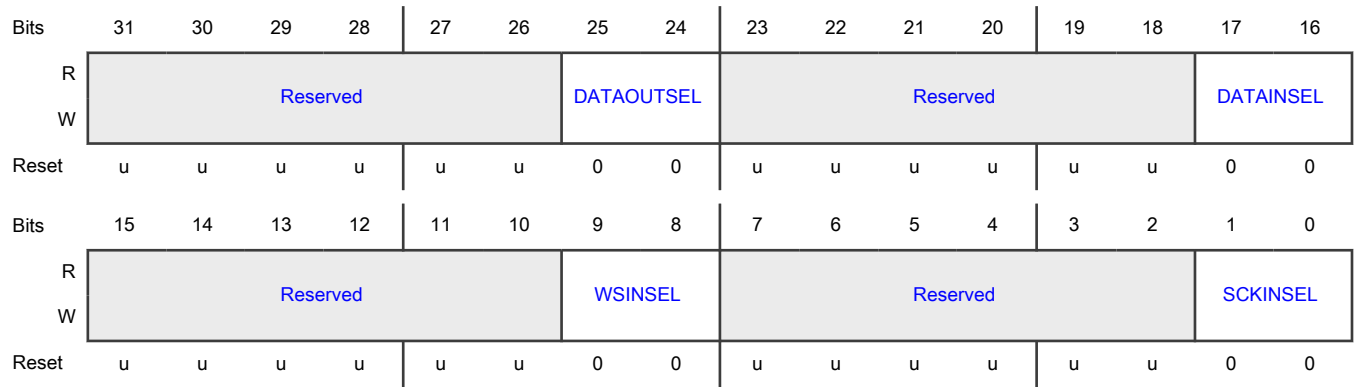 Bits 31 30 29 28 27 26 25 24 23 22 21 20 19 18 17 16
R
Reserved DATAOUTSEL Reserved DATAINSEL
W
Reset u u u u u u 0 0 u u u u u u 0 0
Bits 15 14 13 12 11 10 9 8 7 6 5 4 3 2 1 0
R
Reserved WSINSEL Reserved SCKINSEL
W
Reset u u u u u u 0 0 u u u u u u 0 0